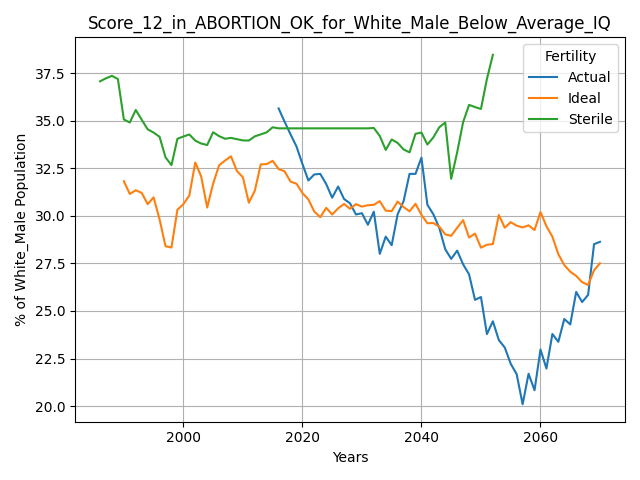 Score_12_in_ABORTION_OK_for_White_Male_Below_Average_IQ
% of White_Male Population
37.5
35.0
32.5
30.0
27.5
25.0
22.5
20.0
Fertility
Actual
Ideal
Sterile
2000
2020
2040
2060
Years